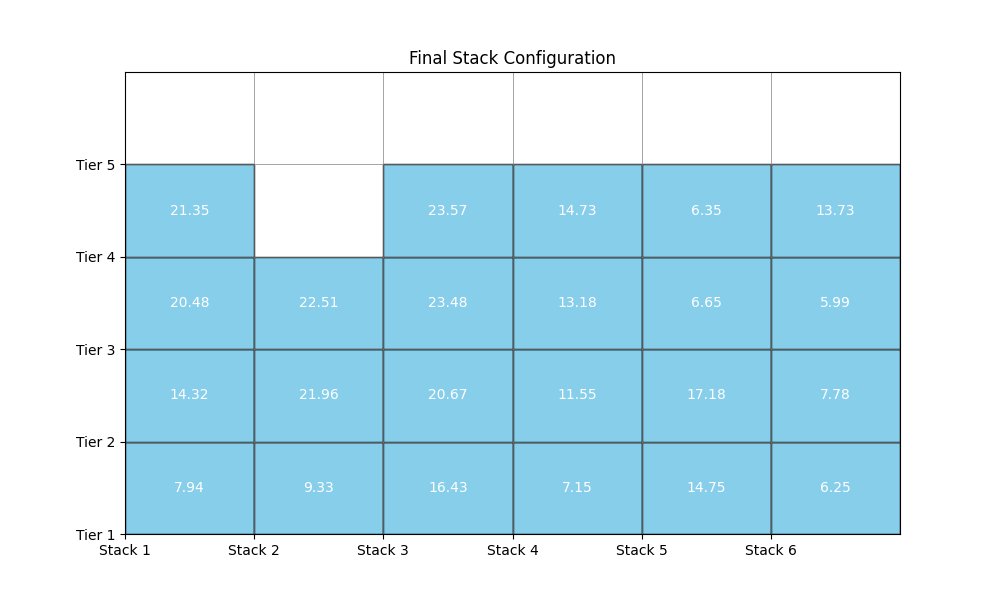 Final Stack Configuration
Tier 5
21.35 23.57 14.73 6.35 13.73
Tier 4
20.48 22.51 23.48 13.18 6.65 5.99
Tier 3
14.32 21.96 20.67 11.55 17.18 7.78
Tier 2
7.94 9.33 16.43 7.15 14.75 6.25
Tier 1
Stack 1 Stack 2 Stack 3 Stack 4 Stack 5 Stack 6